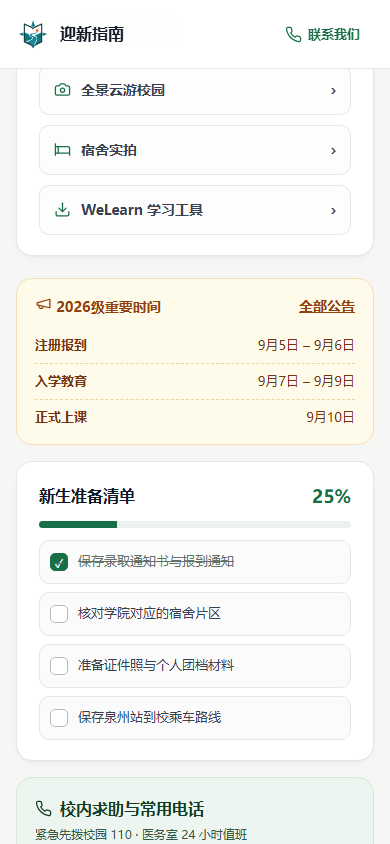 迎新指南
联系我们
全景云游校园
宿舍实拍
WeLearn 学习工具
2026级重要时间
全部公告
注册报到
9月5日 – 9月6日
入学教育
9月7日 – 9月9日
正式上课
9月10日
新生准备清单
25%
保存录取通知书与报到通知
核对学院对应的宿舍片区
准备证件照与个人团档材料
保存泉州站到校乘车路线
校内求助与常用电话
紧急先拨校园 110 · 医务室 24 小时值班